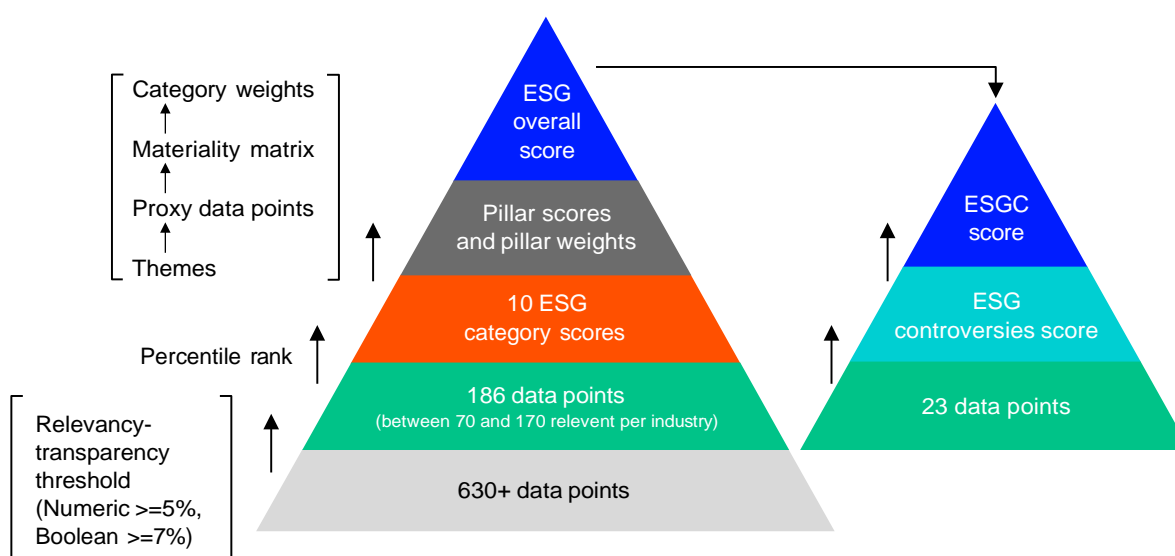 Category weights
Materiality matrix
Proxy data points
Themes
Percentile rank
Relevancy-
transparency
threshold
(Numeric >=5%,
Boolean >=7%)
ESG
overall
score
Pillar scores
and pillar weights
10 ESG
category scores
186 data points
(between 70 and 170 relevent per industry)
630+ data points
ESGC
score
ESG
controversies score
23 data points